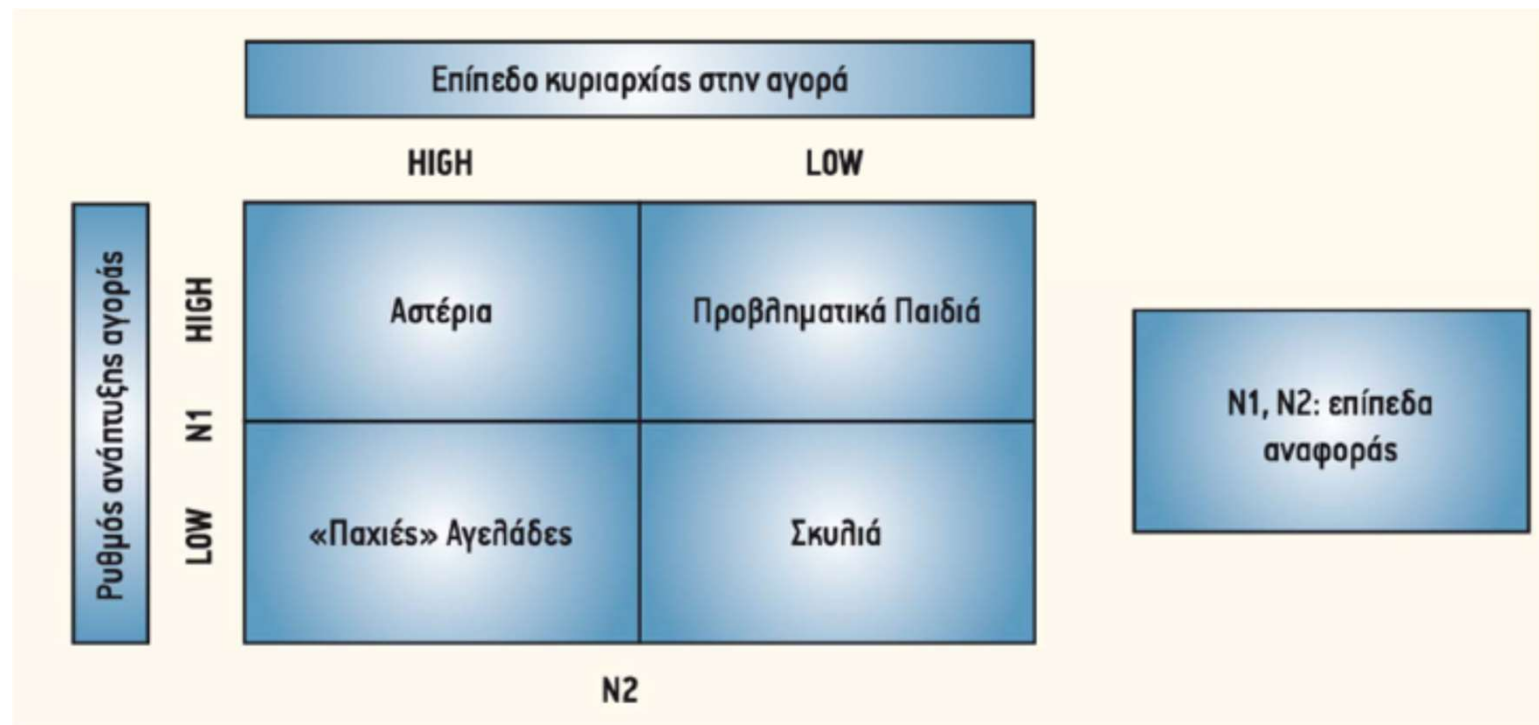 Επίπεδο κυριαρχίας στην αγορά
HIGH
LOW
Ρυθμός ανάπτυξης αγοράς
HIGH
N1
LOW
Αστέρια
Προβληματικά Παιδιά
«Παχιές» Αγελάδες
Σκυλιά
N2
N1, N2: επίπεδα
αναφοράς